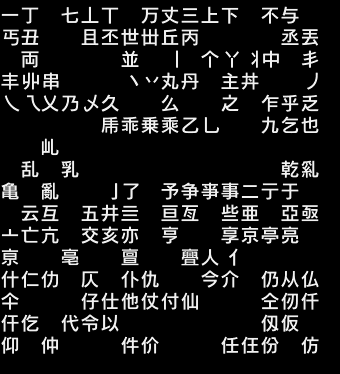 一丁 七丄丅 万丈三上下 不与
丐丑 且丕世丗丘丙 丞丟
両 並 丨 个丫丬中 丯
丰丱串 丶丷丸丹 主丼 丿
乀乁乂乃乄久 么 之 乍乎乏
乕乖乗乘乙乚 九乞也
乢
乱 乳 乾乿
亀 亂 亅了 予争亊事二亍于
云互 五井亖 亘亙 些亜 亞亟
亠亡亢 交亥亦 亨 享京亭亮
亰 亳 亶 亹人亻
什仁仂 仄 仆仇 今介 仍从仏
仐 仔仕他仗付仙 仝仞仟
仠仡 代令以 仭仮
仰 仲 件价 任仼份 仿